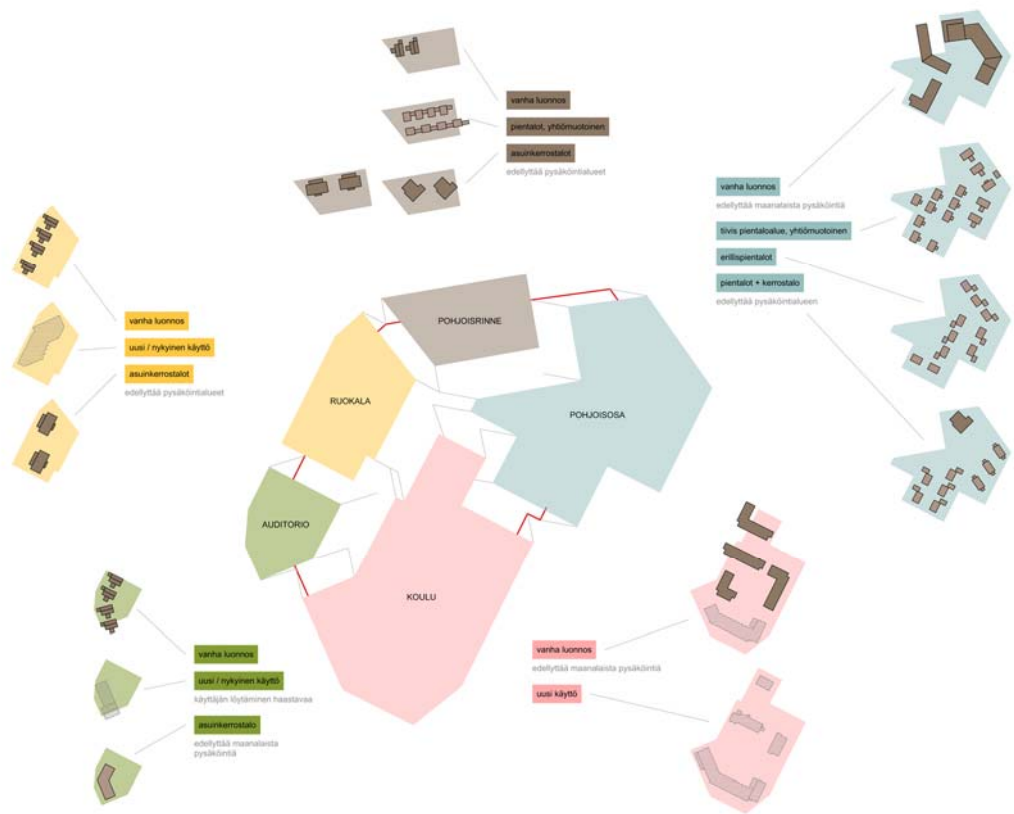 vanha luonnos
pientalot, yhtiömuotoinen
asuinkerrostalot
edellyttää pysäköintialueet
vanha luonnos
edellyttää maanalaista pysäköintiä
tiivis pientaloalue, yhtiömuotoinen
erillispientalot
pientalot + kerrostalo
edellyttää pysäköintialueen
vanha luonnos
uusi / nykyinen käyttö
asuinkerrostalot
edellyttää pysäköintialueet
POHJOISRINNE
RUOKALA
POHJOISOSA
AUDITORIO
KOULU
vanha luonnos
uusi / nykyinen käyttö
käyttäjän löytäminen haastavaa
asuinkerrostalo
edellyttää maanalaista
pysäköintiä
vanha luonnos
edellyttää maanalaista pysäköintiä
uusi käyttö